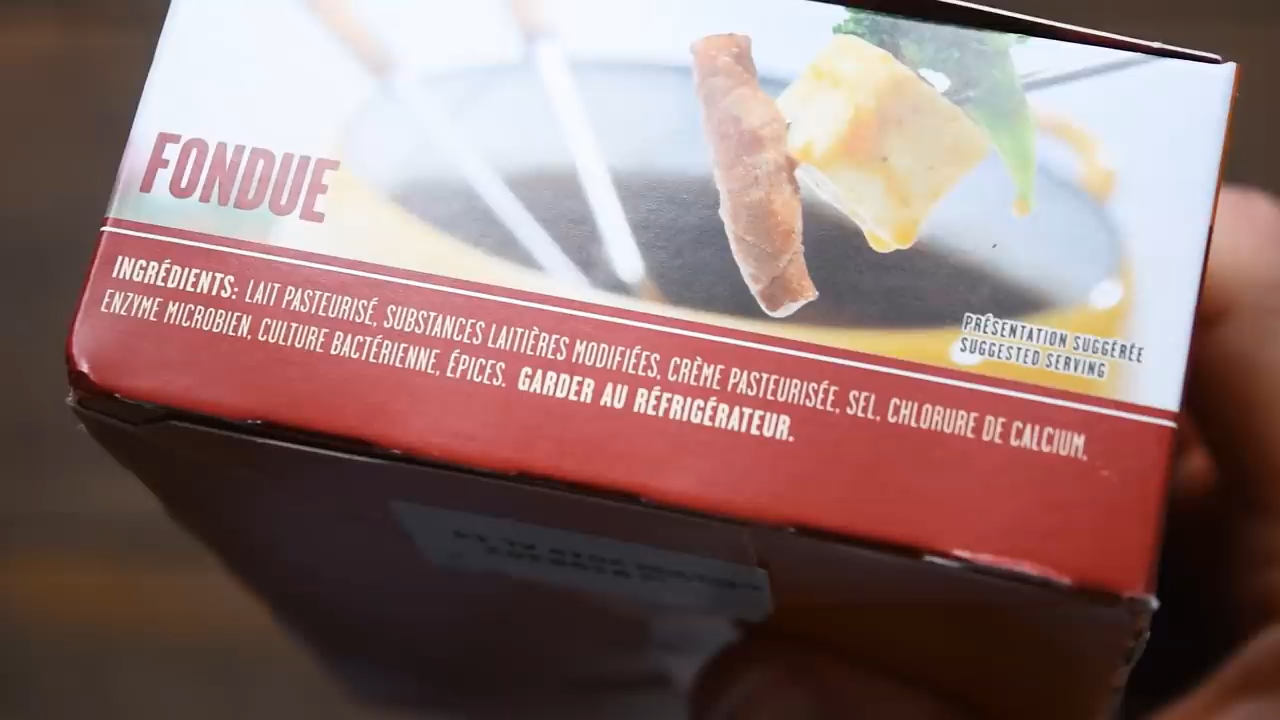 FONDUE
INGRÉDIENTS: LAIT PASTEURISÉ, SUBSTANCES LAITIÈRES MODIFIÉES, CRÈME PASTEURISÉE, SEL, CHLORURE DE CALCIUM,
ENZYME MICROBIEN, CULTURE BACTÉRIENNE, ÉPICES. GARDER AU RÉFRIGÉRATEUR.
PRÉSENTATION SUGGÉRÉE
SUGGESTED SERVING